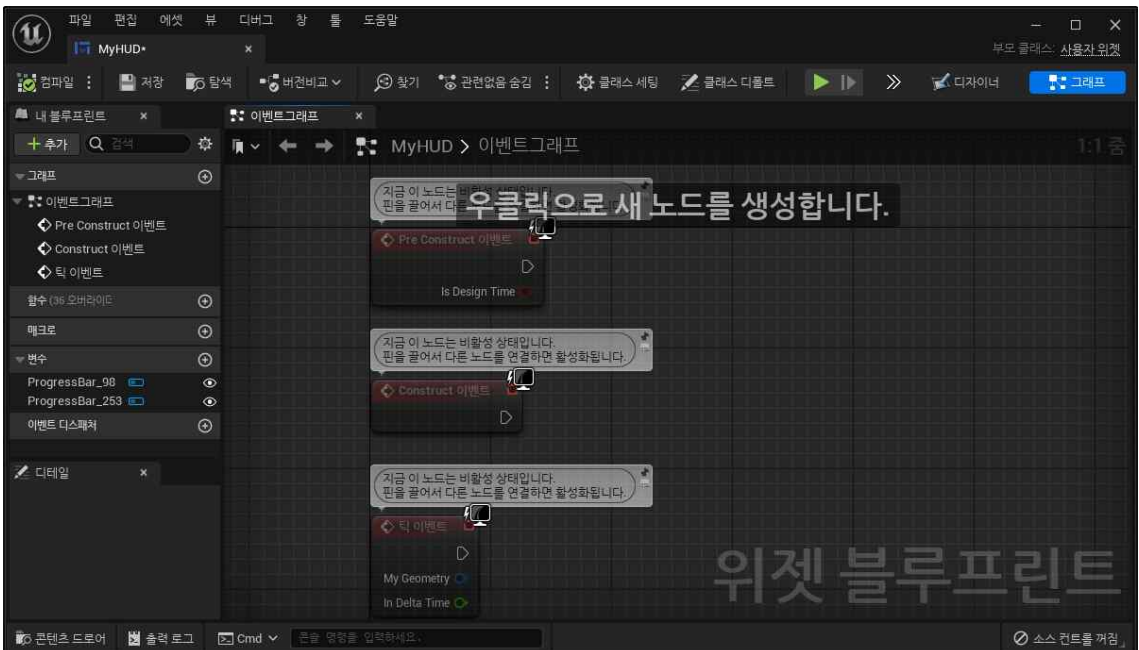 파일 편집 에셋 뷰 디버그 창 툴 도움말
MyHUD•
부모 클래스: 사용자 위젯
컴파일 저장 탐색 버전비교 찾기 관련없음 숨김 클래스 세팅 클래스 디폴트 디자이너 그래프
내 블루프린트
이벤트그래프
추가 검색
MyHUD > 이벤트그래프 1:1 줌
그래프
이벤트그래프
Pre Construct 이벤트
Construct 이벤트
틱 이벤트
함수 (36 오버라이드
매크로
변수
ProgressBar_98
ProgressBar_253
이벤트 디스패처
디테일
우클릭으로 새 노드를 생성합니다.
지금 이 노드는 비활성 상태입니다.
핀을 끌어서 다른
Pre Construct 이벤트
Is Design Time
지금 이 노드는 비활성 상태입니다.
핀을 끌어서 다른 노드를 연결하면 활성화됩니다.
Construct 이벤트
지금 이 노드는 비활성 상태입니다.
핀을 끌어서 다른 노드를 연결하면 활성화됩니다.
틱 이벤트
My Geometry
In Delta Time
위젯 블루프린트
콘텐츠 드로어 출력 로그 Cmd 콘솔 명령을 입력하세요. 소스 컨트롤 꺼짐